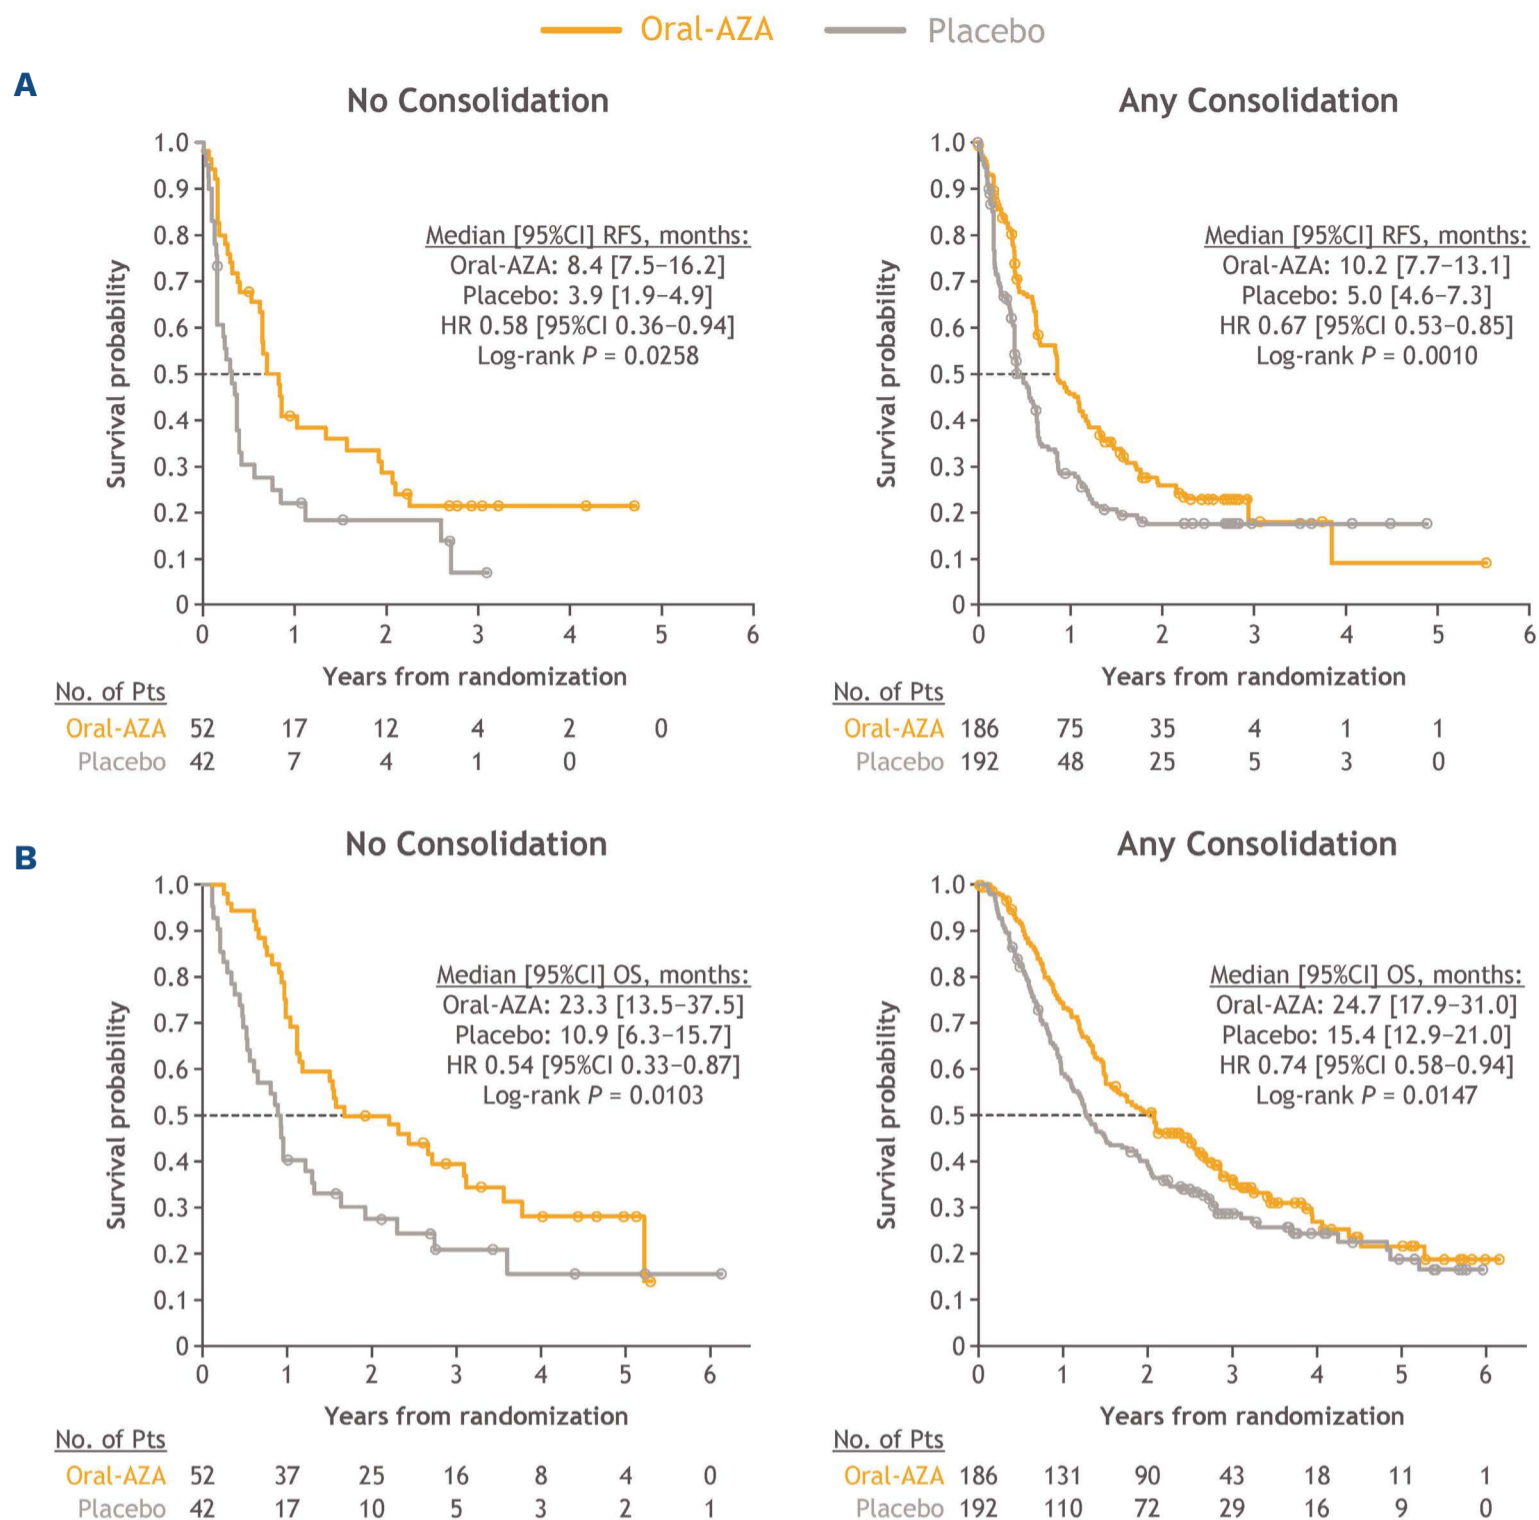 Oral-AZA Placebo
A
No Consolidation
Survival probability
1.0
0.9
0.8
0.7
0.6
0.5
0.4
0.3
0.2
0.1
0
Median [95%CI] RFS, months:
Oral-AZA: 8.4 [7.5–16.2]
Placebo: 3.9 [1.9–4.9]
HR 0.58 [95%CI 0.36–0.94]
Log-rank P = 0.0258
0 1 2 3 4 5 6
Years from randomization
No. of Pts
Oral-AZA 52 17 12 4 2 0
Placebo 42 7 4 1 0
Any Consolidation
Survival probability
1.0
0.9
0.8
0.7
0.6
0.5
0.4
0.3
0.2
0.1
0
Median [95%CI] RFS, months:
Oral-AZA: 10.2 [7.7–13.1]
Placebo: 5.0 [4.6–7.3]
HR 0.67 [95%CI 0.53–0.85]
Log-rank P = 0.0010
0 1 2 3 4 5 6
Years from randomization
No. of Pts
Oral-AZA 186 75 35 4 1 1
Placebo 192 48 25 5 3 0
B
No Consolidation
Survival probability
1.0
0.9
0.8
0.7
0.6
0.5
0.4
0.3
0.2
0.1
0
Median [95%CI] OS, months:
Oral-AZA: 23.3 [13.5–37.5]
Placebo: 10.9 [6.3–15.7]
HR 0.54 [95%CI 0.33–0.87]
Log-rank P = 0.0103
0 1 2 3 4 5 6
Years from randomization
No. of Pts
Oral-AZA 52 37 25 16 8 4 0
Placebo 42 17 10 5 3 2 1
Any Consolidation
Survival probability
1.0
0.9
0.8
0.7
0.6
0.5
0.4
0.3
0.2
0.1
0
Median [95%CI] OS, months:
Oral-AZA: 24.7 [17.9–31.0]
Placebo: 15.4 [12.9–21.0]
HR 0.74 [95%CI 0.58–0.94]
Log-rank P = 0.0147
0 1 2 3 4 5 6
Years from randomization
No. of Pts
Oral-AZA 186 131 90 43 18 11 1
Placebo 192 110 72 29 16 9 0